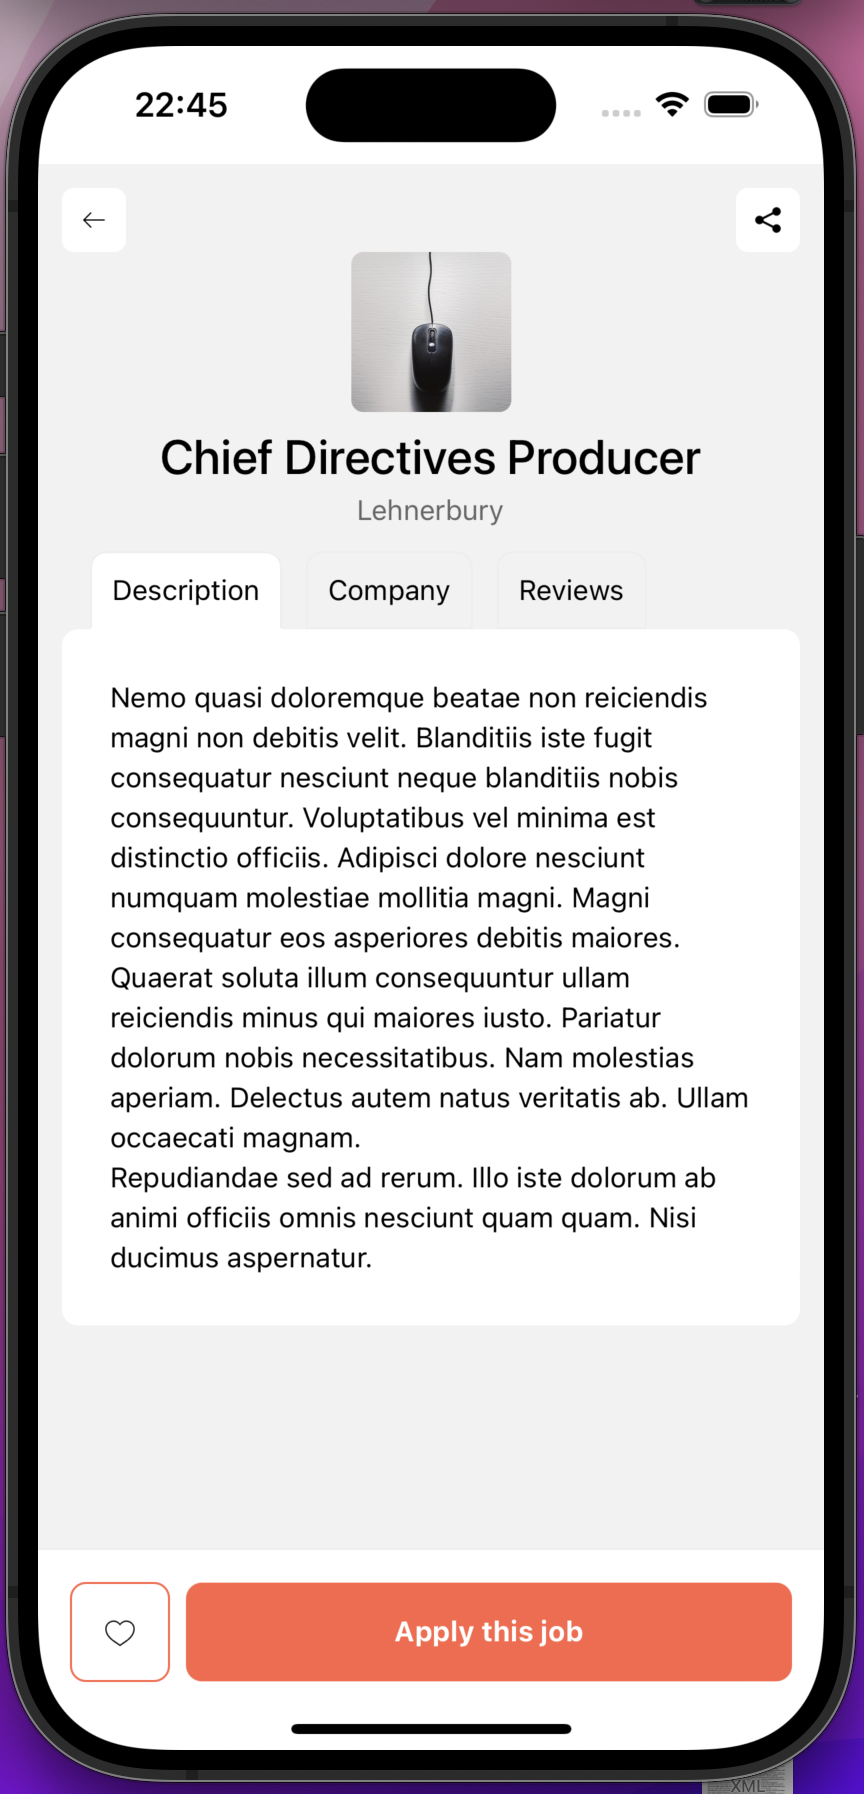 22:45
Chief Directives Producer
Lehnerbury
Description Company Reviews
Nemo quasi doloremque beatae non reiciendis
magni non debitis velit. Blanditiis iste fugit
consequatur nesciunt neque blanditiis nobis
consequuntur. Voluptatibus vel minima est
distinctio officiis. Adipisci dolore nesciunt
numquam molestiae mollitia magni. Magni
consequatur eos asperiores debitis maiores.
Quaerat soluta illum consequuntur ullam
reiciendis minus qui maiores iusto. Pariatur
dolorum nobis necessitatibus. Nam molestias
aperiam. Delectus autem natus veritatis ab. Ullam
occaecati magnam.
Repudiandae sed ad rerum. Illo iste dolorum ab
animi officiis omnis nesciunt quam quam. Nisi
ducimus aspernatur.
Apply this job
XML